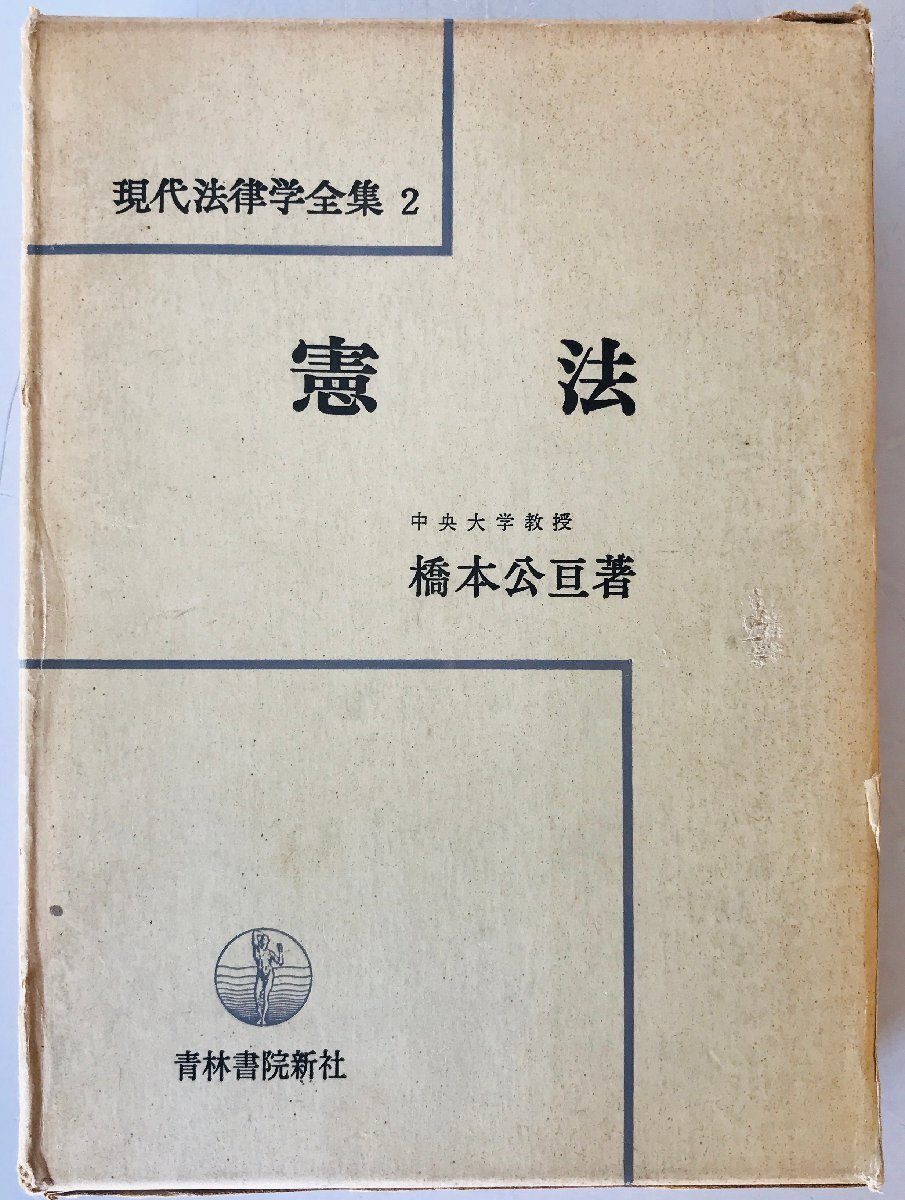 現代法律学全集 2
憲法
中央大学教授
橋本公亘著
青林書院新社